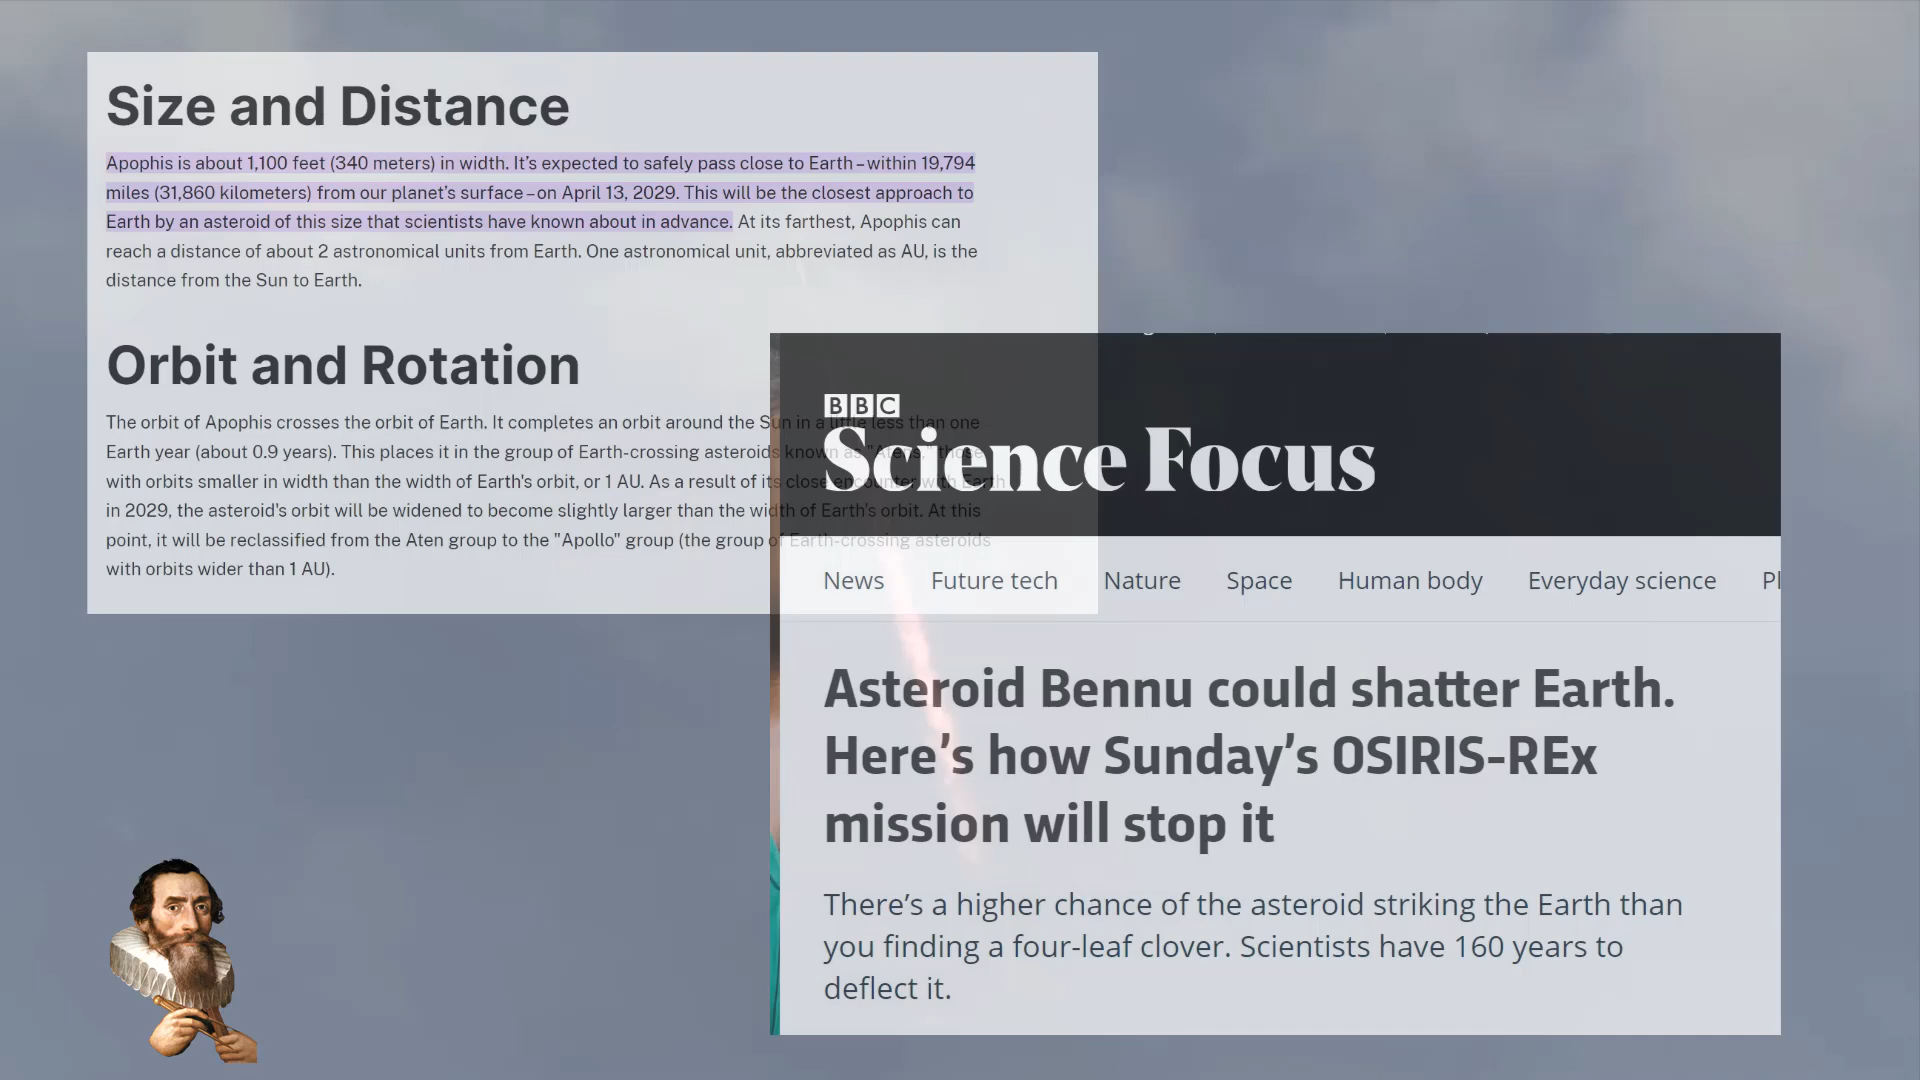 Size and Distance
Apophis is about 1,100 feet (340 meters) in width. It’s expected to safely pass close to Earth – within 19,794
miles (31,860 kilometers) from our planet’s surface – on April 13, 2029. This will be the closest approach to
Earth by an asteroid of this size that scientists have known about in advance. At its farthest, Apophis can
reach a distance of about 2 astronomical units from Earth. One astronomical unit, abbreviated as AU, is the
distance from the Sun to Earth.
Orbit and Rotation
The orbit of Apophis crosses the orbit of Earth. It completes an orbit around the Sun in a little less than one
Earth year (about 0.9 years). This places it in the group of Earth-crossing asteroids known as "Atens," those
with orbits smaller in width than the width of Earth's orbit, or 1 AU. As a result of its close encounter with Earth
in 2029, the asteroid's orbit will be widened to become slightly larger than the width of Earth's orbit. At this
point, it will be reclassified from the Aten group to the "Apollo" group (the group of Earth-crossing asteroids
with orbits wider than 1 AU).
BBC
Science Focus
News Future tech Nature Space Human body Everyday science Pl
Asteroid Bennu could shatter Earth.
Here’s how Sunday’s OSIRIS-REx
mission will stop it
There’s a higher chance of the asteroid striking the Earth than
you finding a four-leaf clover. Scientists have 160 years to
deflect it.